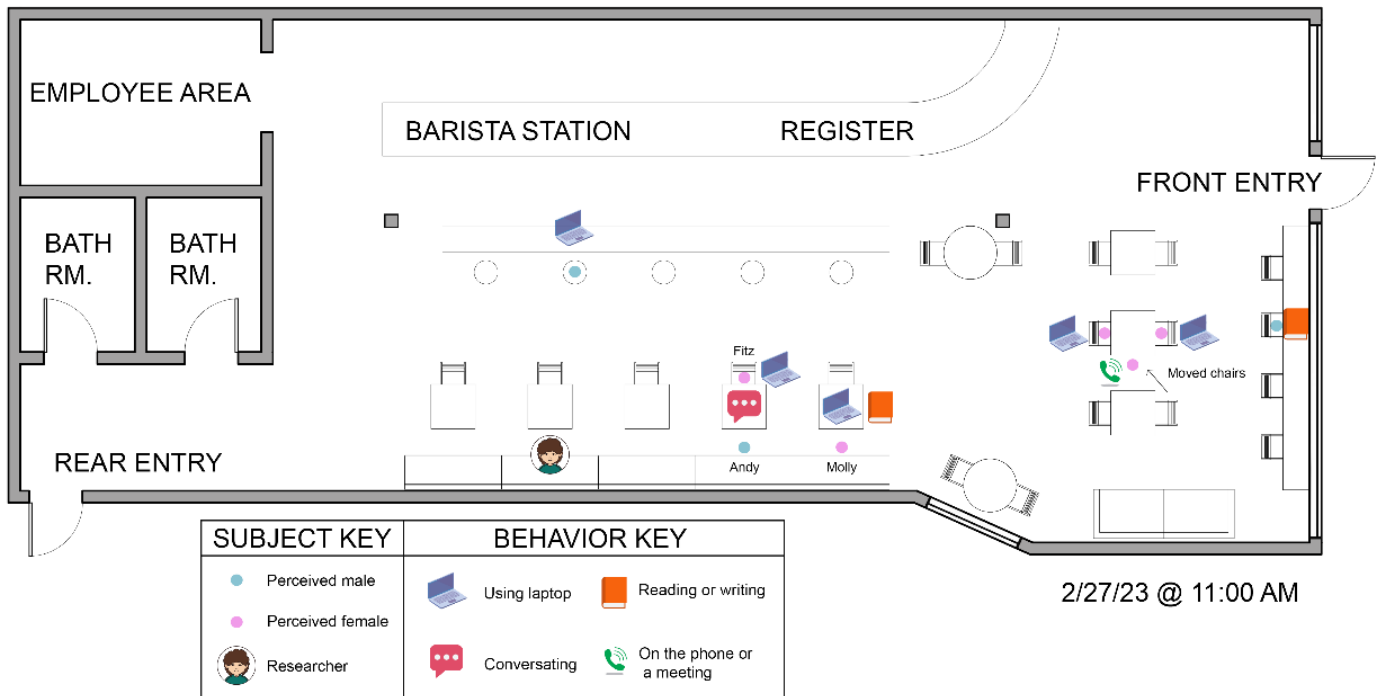 EMPLOYEE AREA
BARISTA STATION
REGISTER
FRONT ENTRY
BATH
RM.
BATH
RM.
Fitz
Moved chairs
REAR ENTRY
Andy
Molly
SUBJECT KEY
Perceived male
Perceived female
Researcher
BEHAVIOR KEY
Using laptop
Reading or writing
Conversating
On the phone or
a meeting
2/27/23 @ 11:00 AM